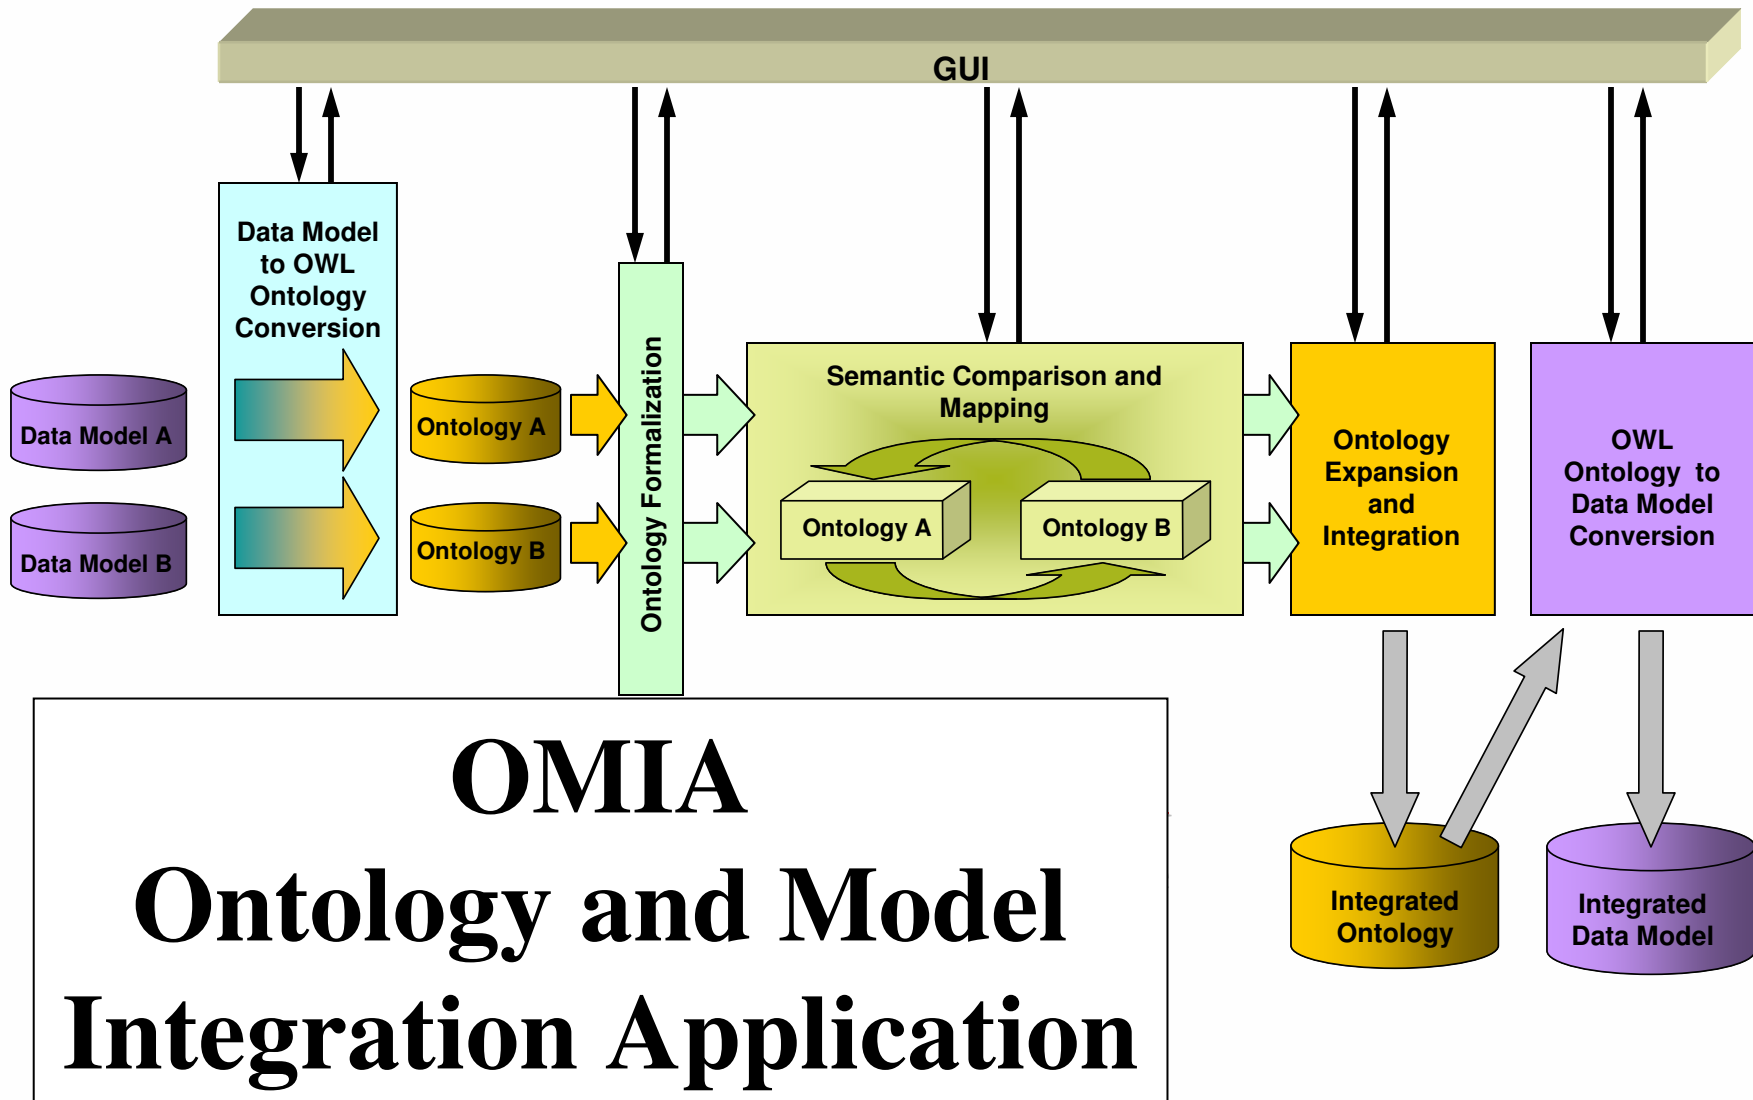 GUI
Data Model
to OWL
Ontology
Conversion
Data Model A
Data Model B
Ontology A
Ontology B
Ontology Formalization
Semantic Comparison and
Mapping
Ontology A
Ontology B
Ontology
Expansion
and
Integration
OWL
Ontology to
Data Model
Conversion
Integrated
Ontology
Integrated
Data Model
OMIA
Ontology and Model
Integration Application